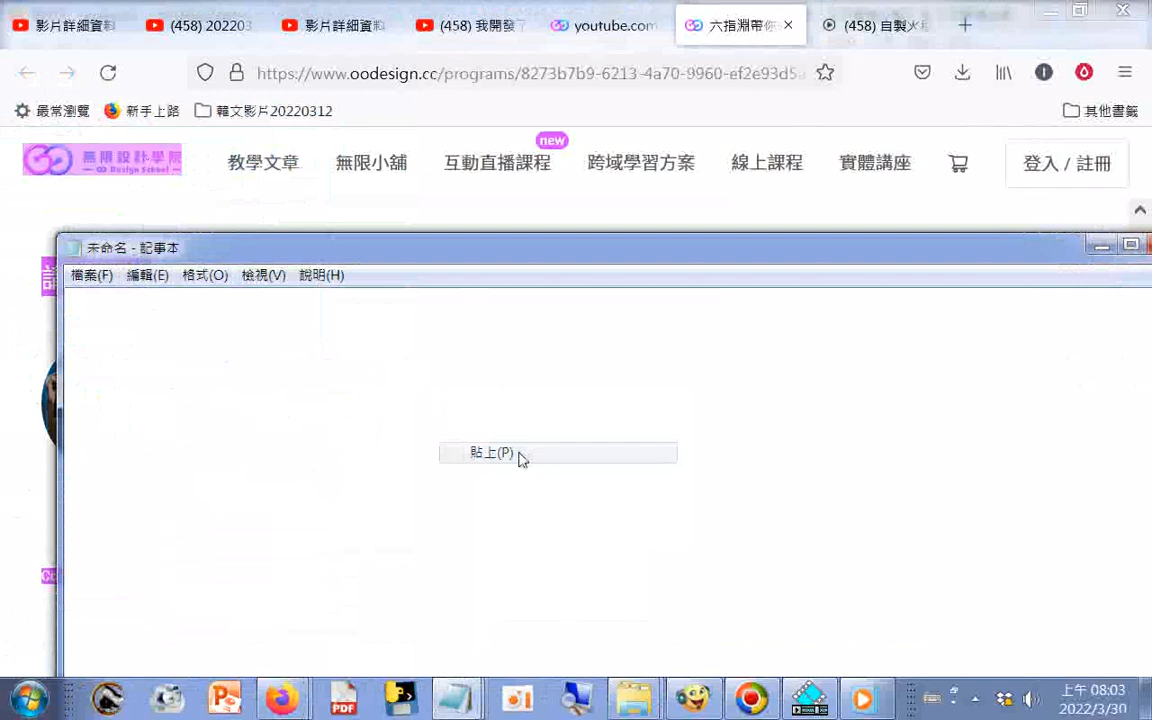 影片詳細資料
(458) 202203
影片詳細資料
(458) 我開發了
youtube.com
六指淵帶你
(458) 自製火
https://www.oodesign.cc/programs/8273b7b9-6213-4a70-9960-ef2e93d5a
最常瀏覽
新手上路
韓文影片20220312
其他書籤
無限設計學院
Design School
教學文章
無限小舖
new
互動直播課程
跨域學習方案
線上課程
實體講座
登入 / 註冊
未命名 - 記事本
檔案(F) 編輯(E) 格式(O) 檢視(V) 說明(H)
貼上(P)
PDF
上午 08:03
2022/3/30